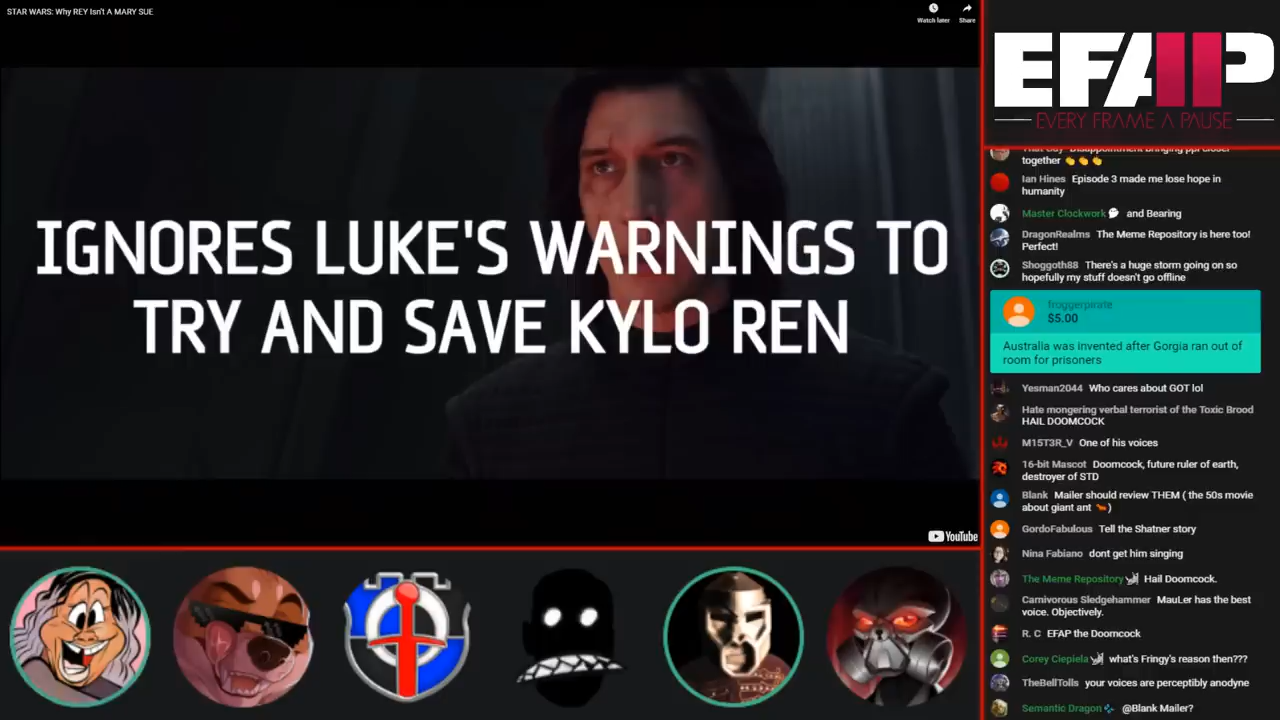 STAR WARS: Why REY Isn't A MARY SUE
Watch later
Share
IGNORES LUKE'S WARNINGS TO
TRY AND SAVE KYLO REN
YouTube
EFAP
EVERY FRAME A PAUSE
That Guy Disappointment bringing ppl closer
together 👏👏👏
Ian Hines Episode 3 made me lose hope in
humanity
Master Clockwork and Bearing
DragonRealms The Meme Repository is here too!
Perfect!
Shoggoth88 There's a huge storm going on so
hopefully my stuff doesn't go offline
froggerpirate
$5.00
Australia was invented after Gorgia ran out of
room for prisoners
Yesman2044 Who cares about GOT lol
Hate mongering verbal terrorist of the Toxic Brood
HAIL DOOMCOCK
M15T3R_V One of his voices
16-bit Mascot Doomcock, future ruler of earth,
destroyer of STD
Blank Mailer should review THEM ( the 50s movie
about giant ant 🐜 )
GordoFabulous Tell the Shatner story
Nina Fabiano dont get him singing
The Meme Repository Hail Doomcock.
Carnivorous Sledgehammer MauLer has the best
voice. Objectively.
R. C EFAP the Doomcock
Corey Ciepiela what's Fringy's reason then???
TheBellTolls your voices are perceptibly anodyne
Semantic Dragon @Blank Mailer?